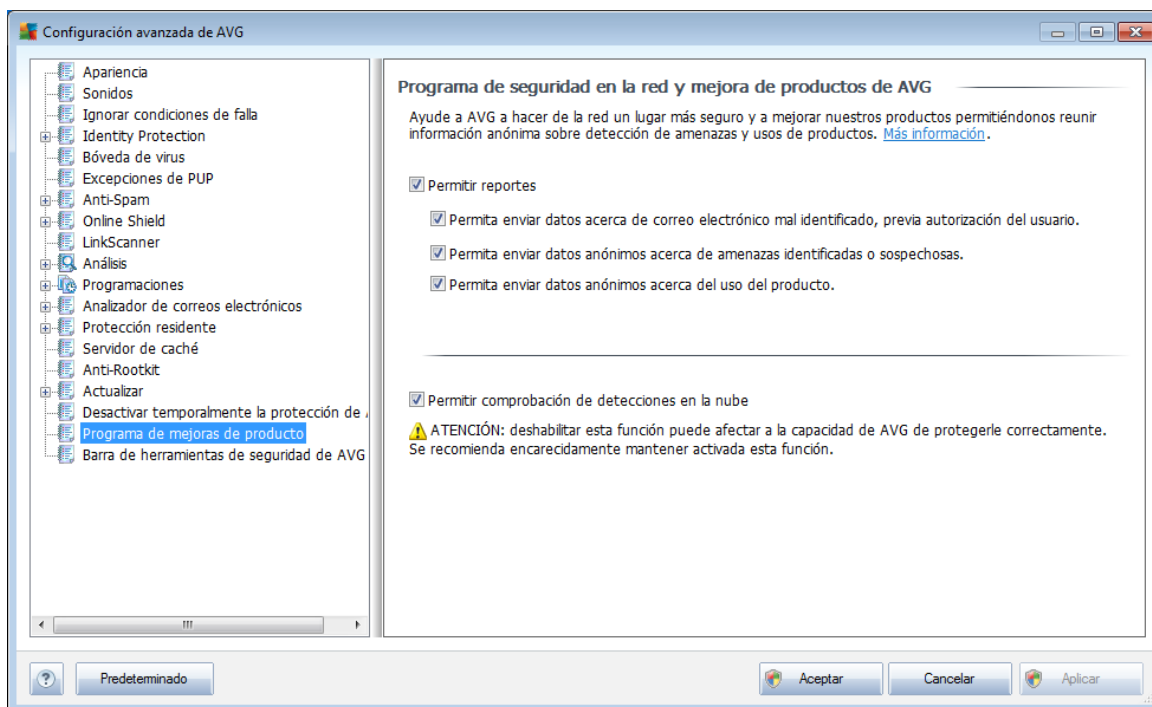 Configuración avanzada de AVG
Apariencia
Sonidos
Ignorar condiciones de falla
Identity Protection
Bóveda de virus
Excepciones de PUP
Anti-Spam
Online Shield
LinkScanner
Análisis
Programaciones
Analizador de correos electrónicos
Protección residente
Servidor de caché
Anti-Rootkit
Actualizar
Desactivar temporalmente la protección de
Programa de mejoras de producto
Barra de herramientas de seguridad de AVG
Programa de seguridad en la red y mejora de productos de AVG
Ayude a AVG a hacer de la red un lugar más seguro y a mejorar nuestros productos permitiéndonos reunir
información anónima sobre detección de amenazas y usos de productos. Más información.
Permitir reportes
Permita enviar datos acerca de correo electrónico mal identificado, previa autorización del usuario.
Permita enviar datos anónimos acerca de amenazas identificadas o sospechosas.
Permita enviar datos anónimos acerca del uso del producto.
Permitir comprobación de detecciones en la nube
ATENCIÓN: deshabilitar esta función puede afectar a la capacidad de AVG de protegerle correctamente.
Se recomienda encarecidamente mantener activada esta función.
?
Predeterminado
Aceptar
Cancelar
Aplicar